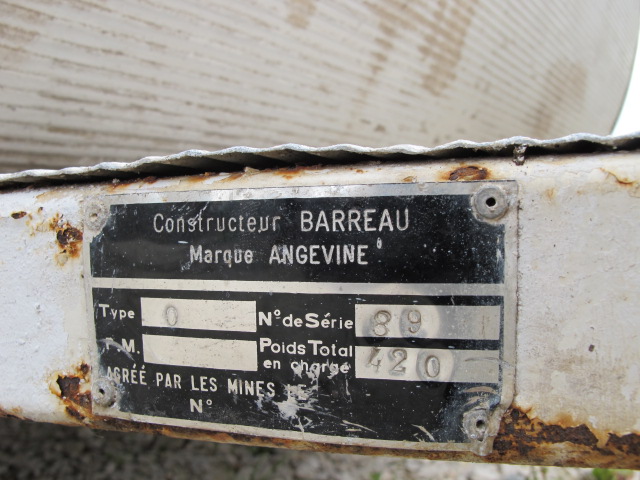 Constructeur BARREAU
Marque ANGEVINE
Type 0 N° de Série 89
F.M. Poids Total en charge 420
AGRÉÉ PAR LES MINES LE
N°